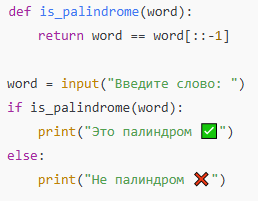 def is_palindrome(word):
    return word == word[::-1]

word = input("Введите слово: ")
if is_palindrome(word):
    print("Это палиндром ✅")
else:
    print("Не палиндром ❌")